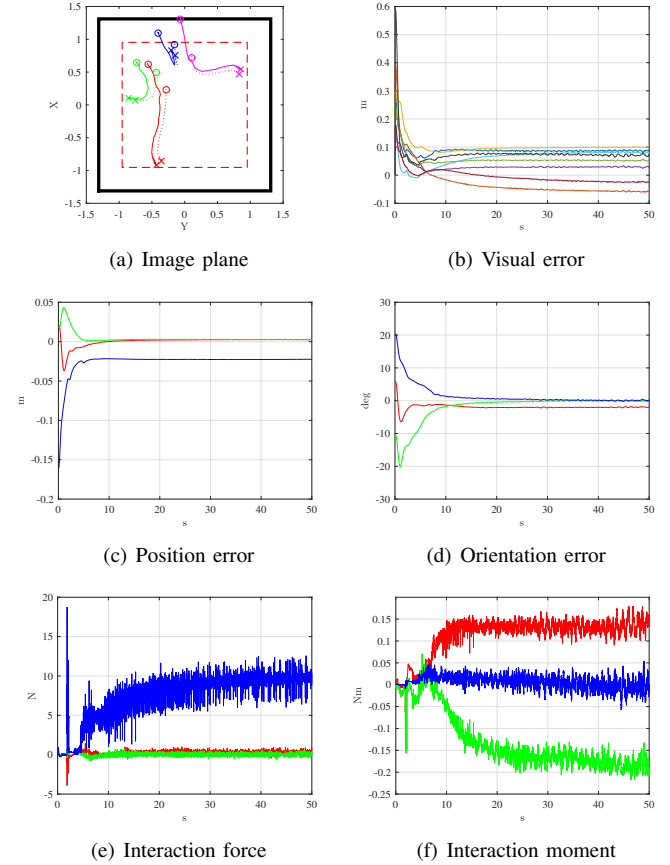 1.5
1
0.5
0
-0.5
-1
-1.5
X
-1.5 -1 -0.5 0 0.5 1 1.5
Y
(a) Image plane
0.6
0.5
0.4
0.3
0.2
0.1
0
-0.1
m
0 10 20 30 40 50
s
(b) Visual error
0.05
0
-0.05
-0.1
-0.15
-0.2
m
0 10 20 30 40 50
s
(c) Position error
30
20
10
0
-10
-20
-30
deg
0 10 20 30 40 50
s
(d) Orientation error
20
15
10
5
0
-5
N
0 10 20 30 40 50
s
(e) Interaction force
0.15
0.1
0.05
0
-0.05
-0.1
-0.15
-0.2
-0.25
Nm
0 10 20 30 40 50
s
(f) Interaction moment